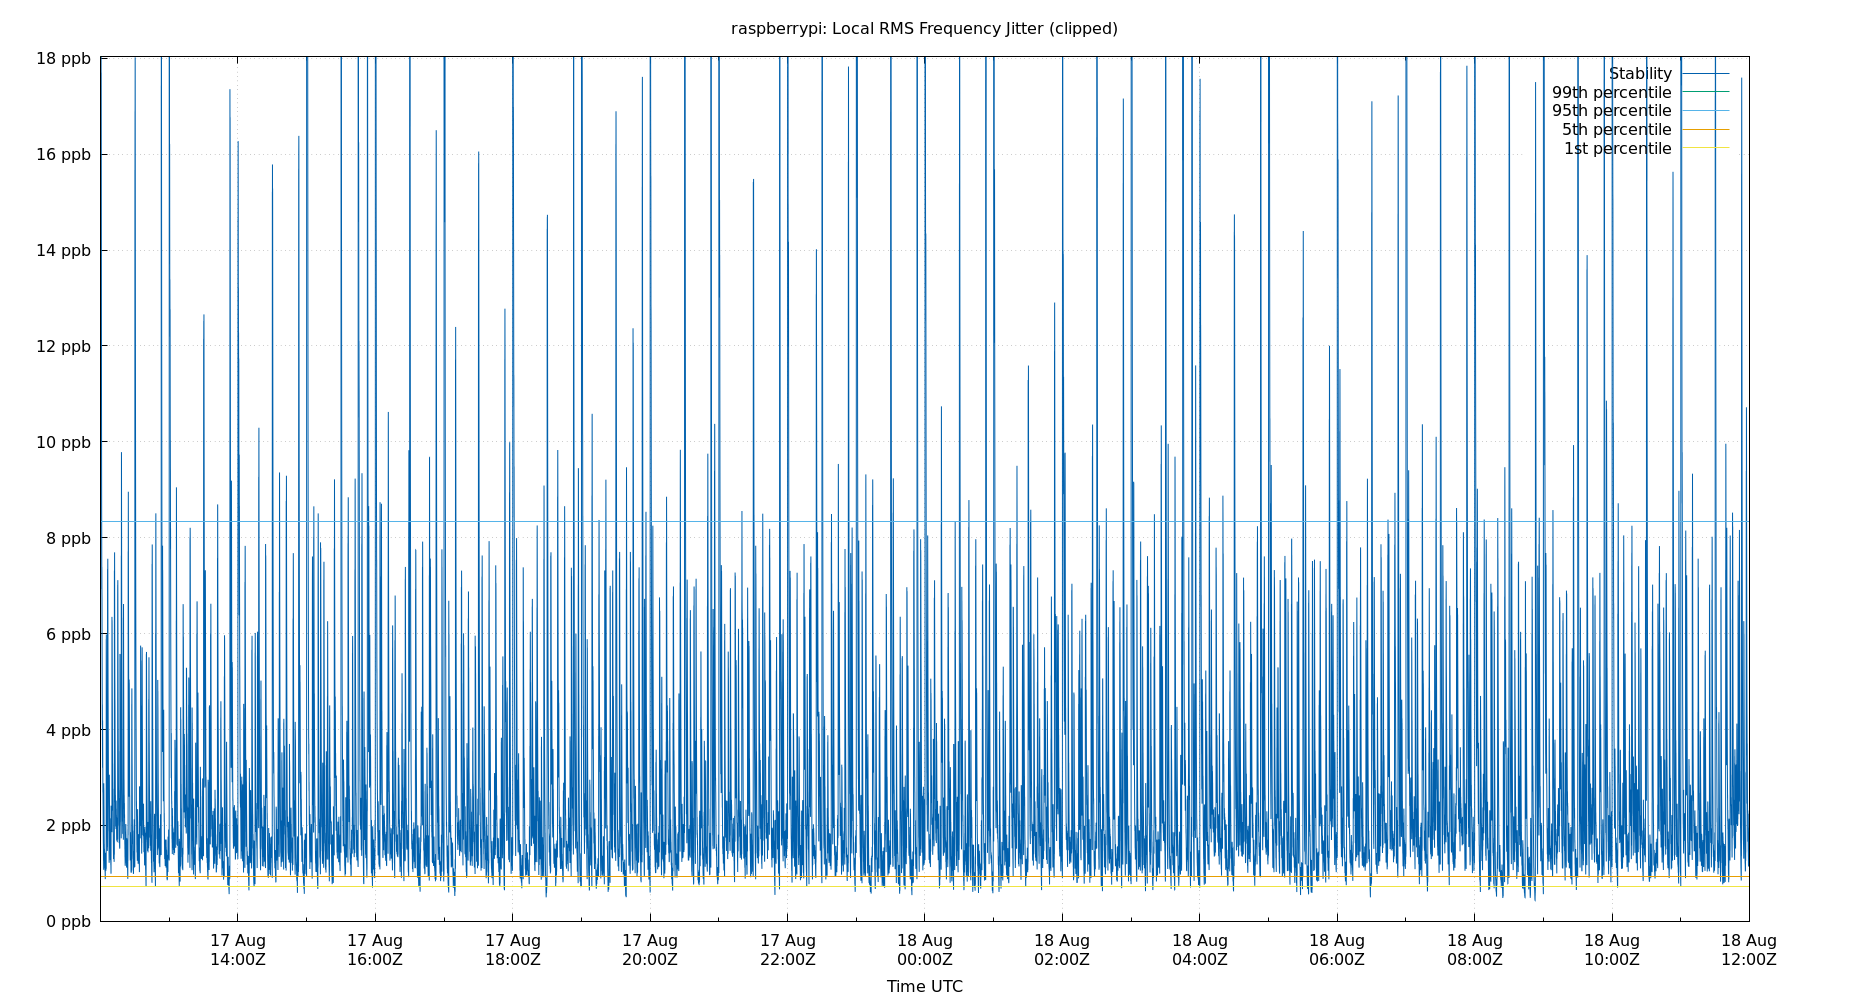 raspberrypi: Local RMS Frequency Jitter (clipped)
18 ppb
16 ppb
14 ppb
12 ppb
10 ppb
8 ppb
6 ppb
4 ppb
2 ppb
0 ppb
Stability
99th percentile
95th percentile
5th percentile
1st percentile
17 Aug 17 Aug 17 Aug 17 Aug 17 Aug 18 Aug 18 Aug 18 Aug 18 Aug 18 Aug 18 Aug 18 Aug
14:00Z 16:00Z 18:00Z 20:00Z 22:00Z 00:00Z 02:00Z 04:00Z 06:00Z 08:00Z 10:00Z 12:00Z
Time UTC